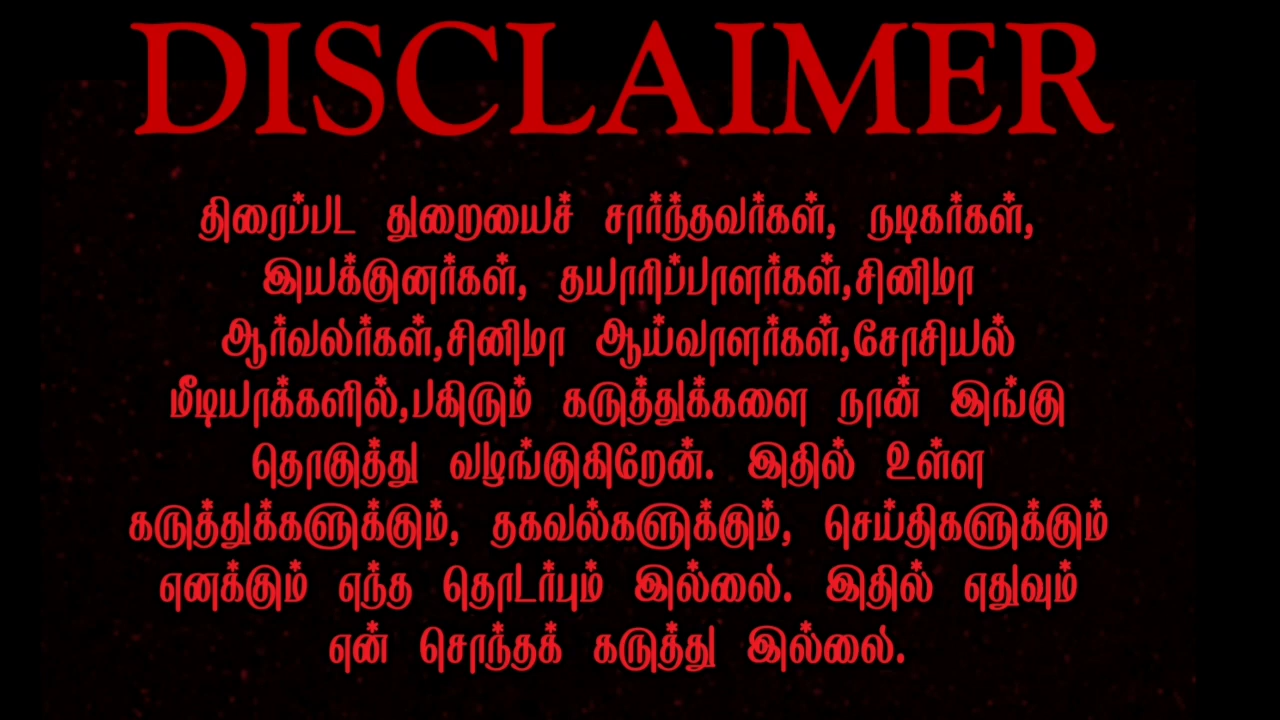 DISCLAIMER
திரைப்பட துறையைச் சார்ந்தவர்கள், நடிகர்கள்,
இயக்குனர்கள், தயாரிப்பாளர்கள்,சினிமா
ஆர்வலர்கள்,சினிமா ஆய்வாளர்கள்,சோசியல்
மீடியாக்களில்,பகிரும் கருத்துக்களை நான் இங்கு
தொகுத்து வழங்குகிறேன். இதில் உள்ள
கருத்துக்களுக்கும், தகவல்களுக்கும், செய்திகளுக்கும்
எனக்கும் எந்த தொடர்பும் இல்லை. இதில் எதுவும்
என் சொந்தக் கருத்து இல்லை.